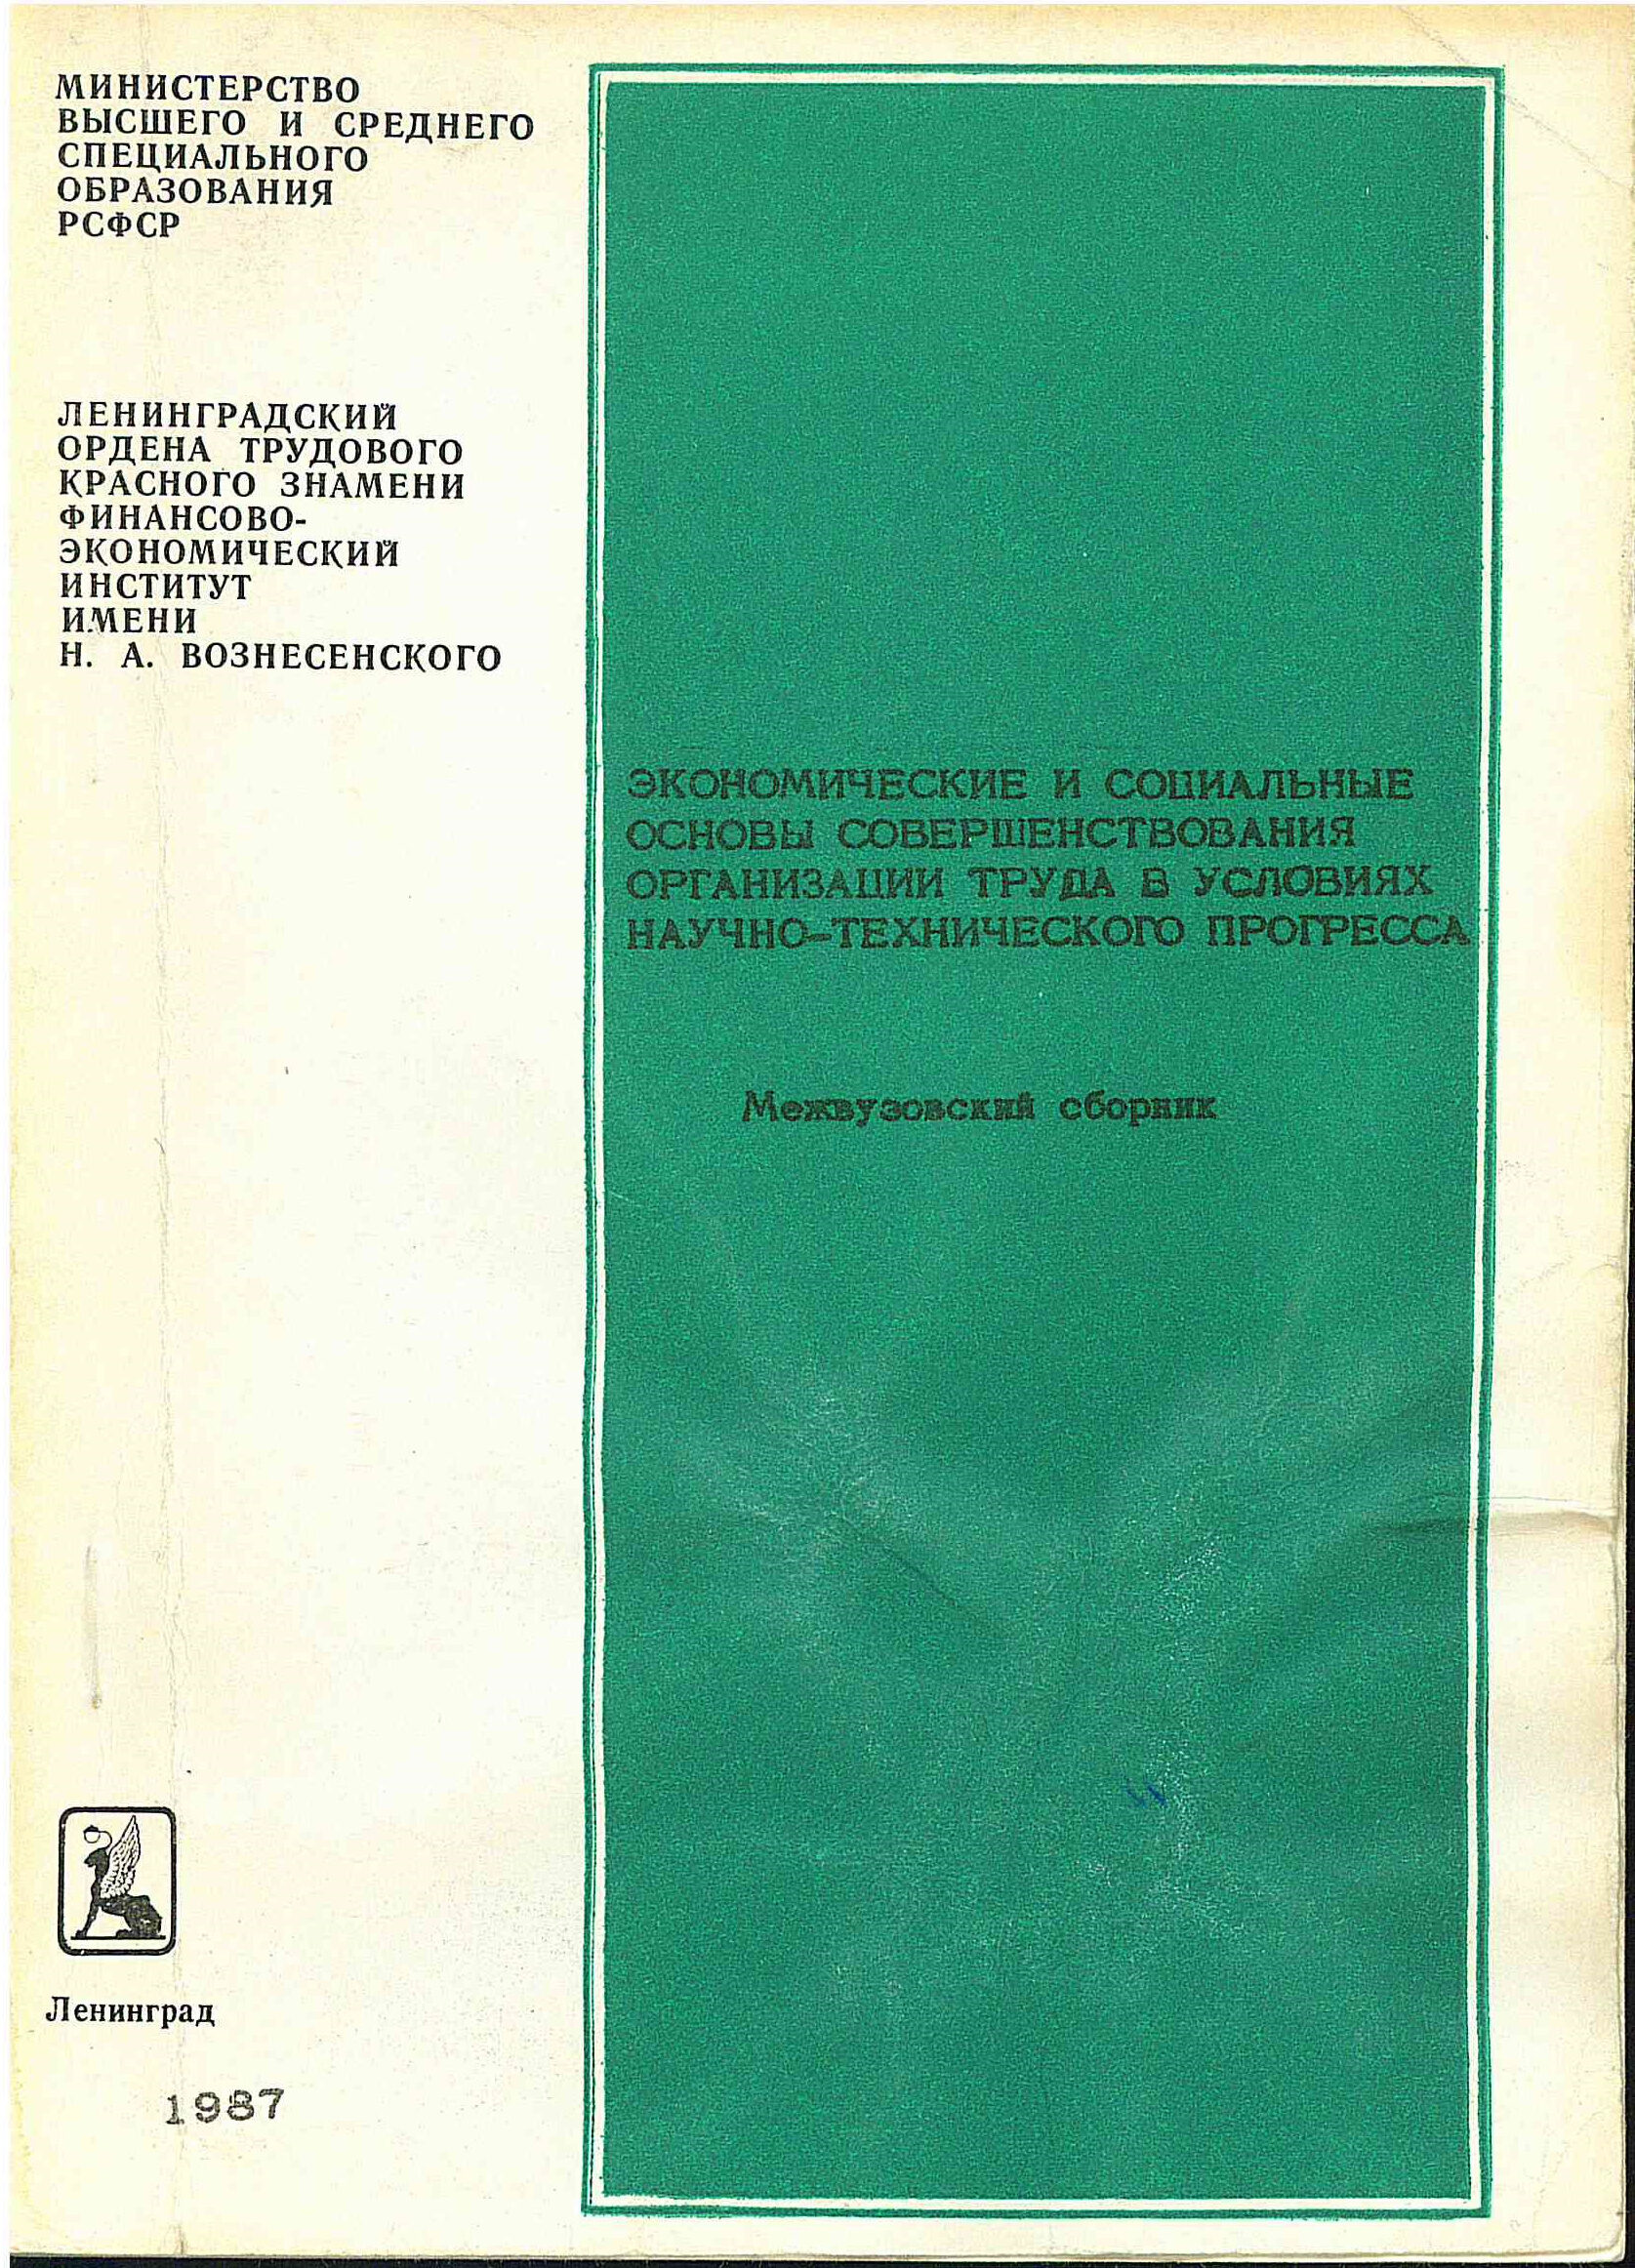 МИНИСТЕРСТВО
ВЫСШЕГО И СРЕДНЕГО
СПЕЦИАЛЬНОГО
ОБРАЗОВАНИЯ
РСФСР
ЛЕНИНГРАДСКИЙ
ОРДЕНА ТРУДОВОГО
КРАСНОГО ЗНАМЕНИ
ФИНАНСОВО-
ЭКОНОМИЧЕСКИЙ
ИНСТИТУТ
ИМЕНИ
Н. А. ВОЗНЕСЕНСКОГО
ЭКОНОМИЧЕСКИЕ И СОЦИАЛЬНЫЕ
ОСНОВЫ СОВЕРШЕНСТВОВАНИЯ
ОРГАНИЗАЦИИ ТРУДА В УСЛОВИЯХ
НАУЧНО-ТЕХНИЧЕСКОГО ПРОГРЕССА
Межвузовский сборник
Ленинград
1987